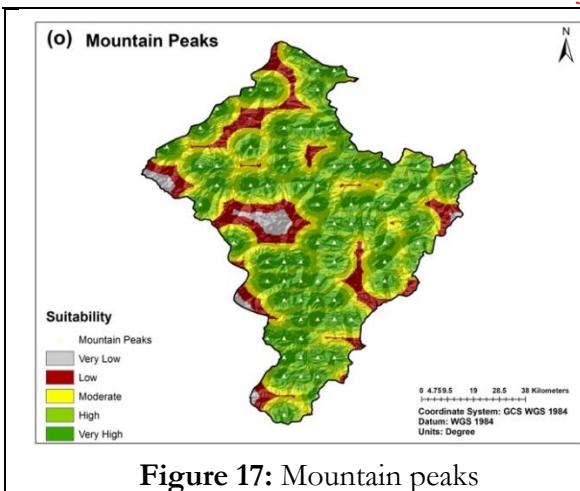 (o) Mountain Peaks
N
Suitability
Mountain Peaks
Very Low
Low
Moderate
High
Very High
0 4.759.5 19 28.5 38 Kilometers
Coordinate System: GCS WGS 1984
Datum: WGS 1984
Units: Degree
Figure 17: Mountain peaks